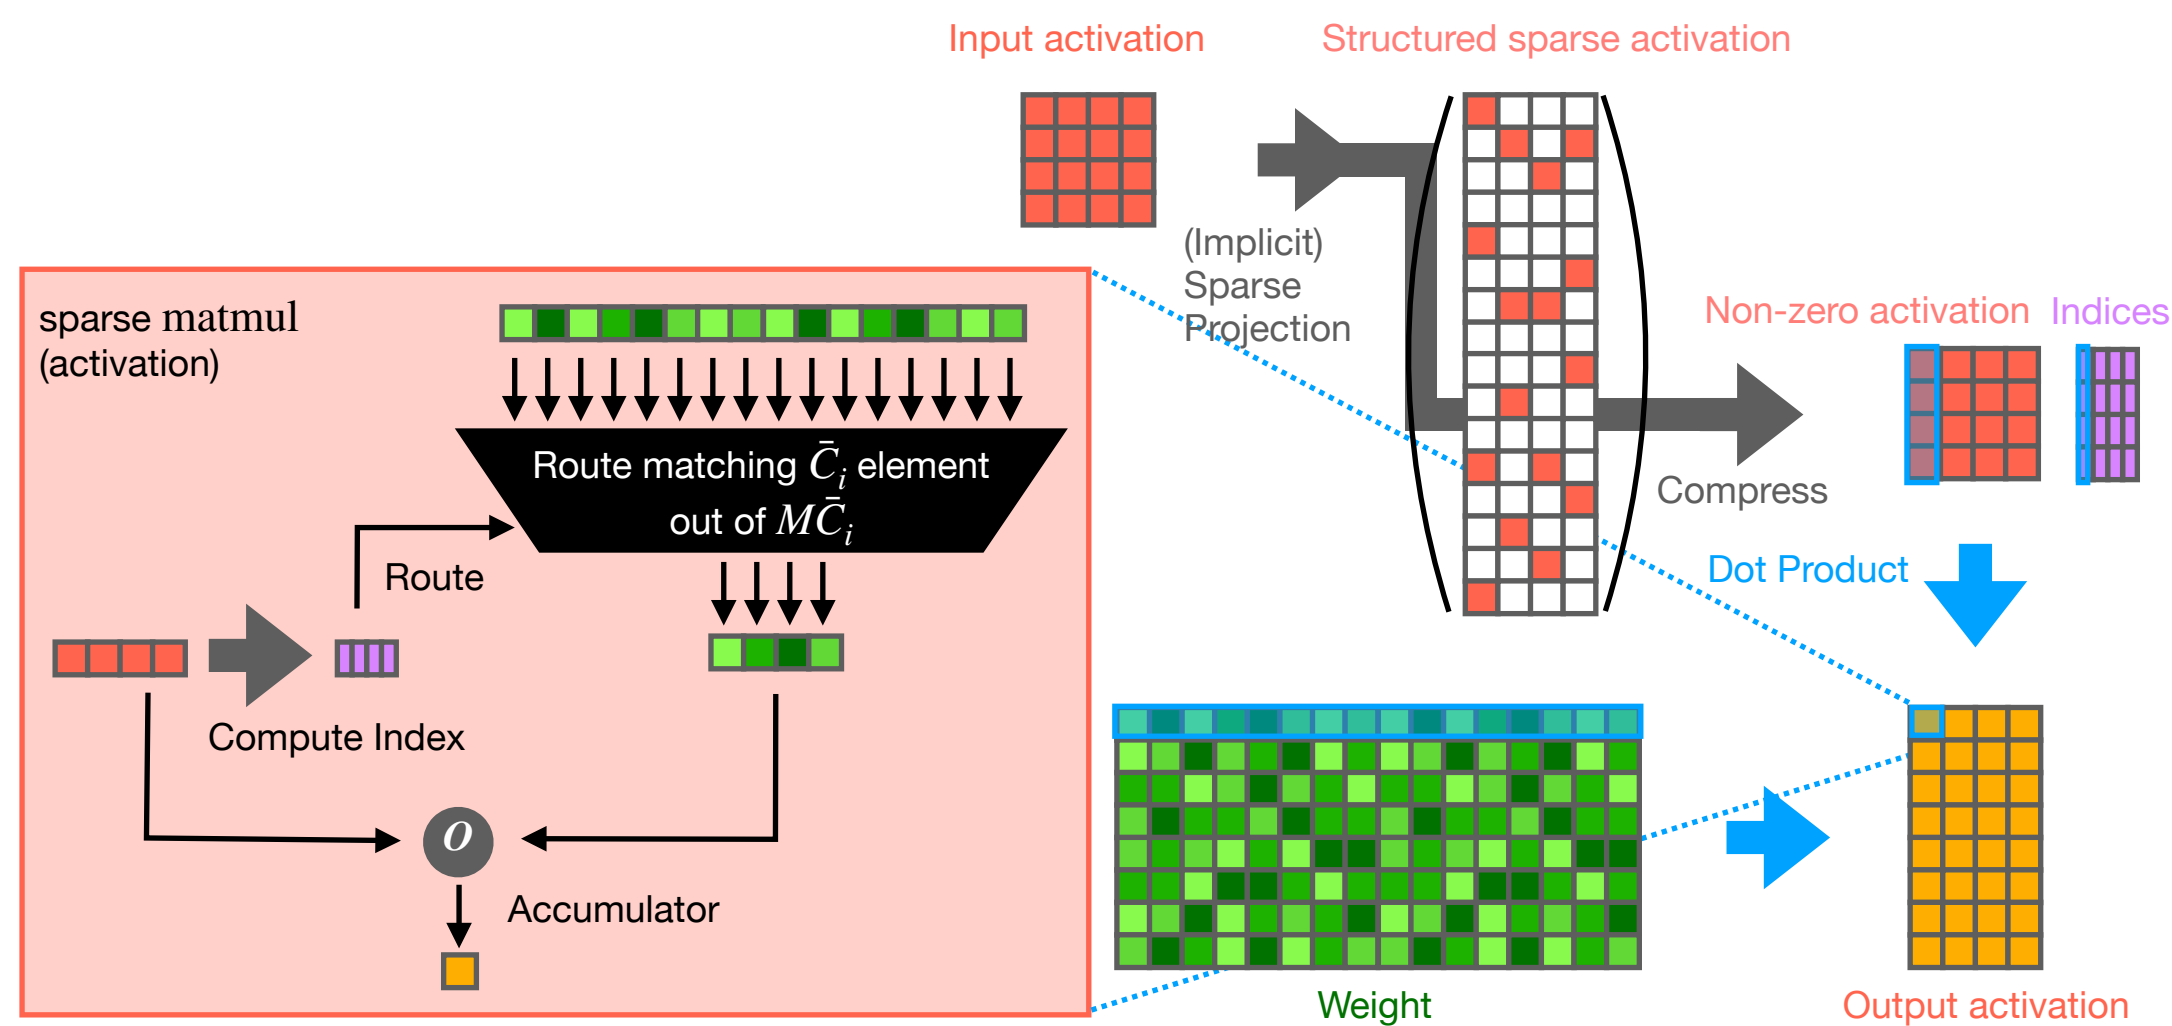 Input activation
Structured sparse activation
(Implicit)
Sparse
Projection
Non-zero activation
Indices
Compress
Dot Product
sparse matmul
(activation)
Route matching C̄ᵢ element
out of MC̄ᵢ
Route
Compute Index
O
Accumulator
Weight
Output activation